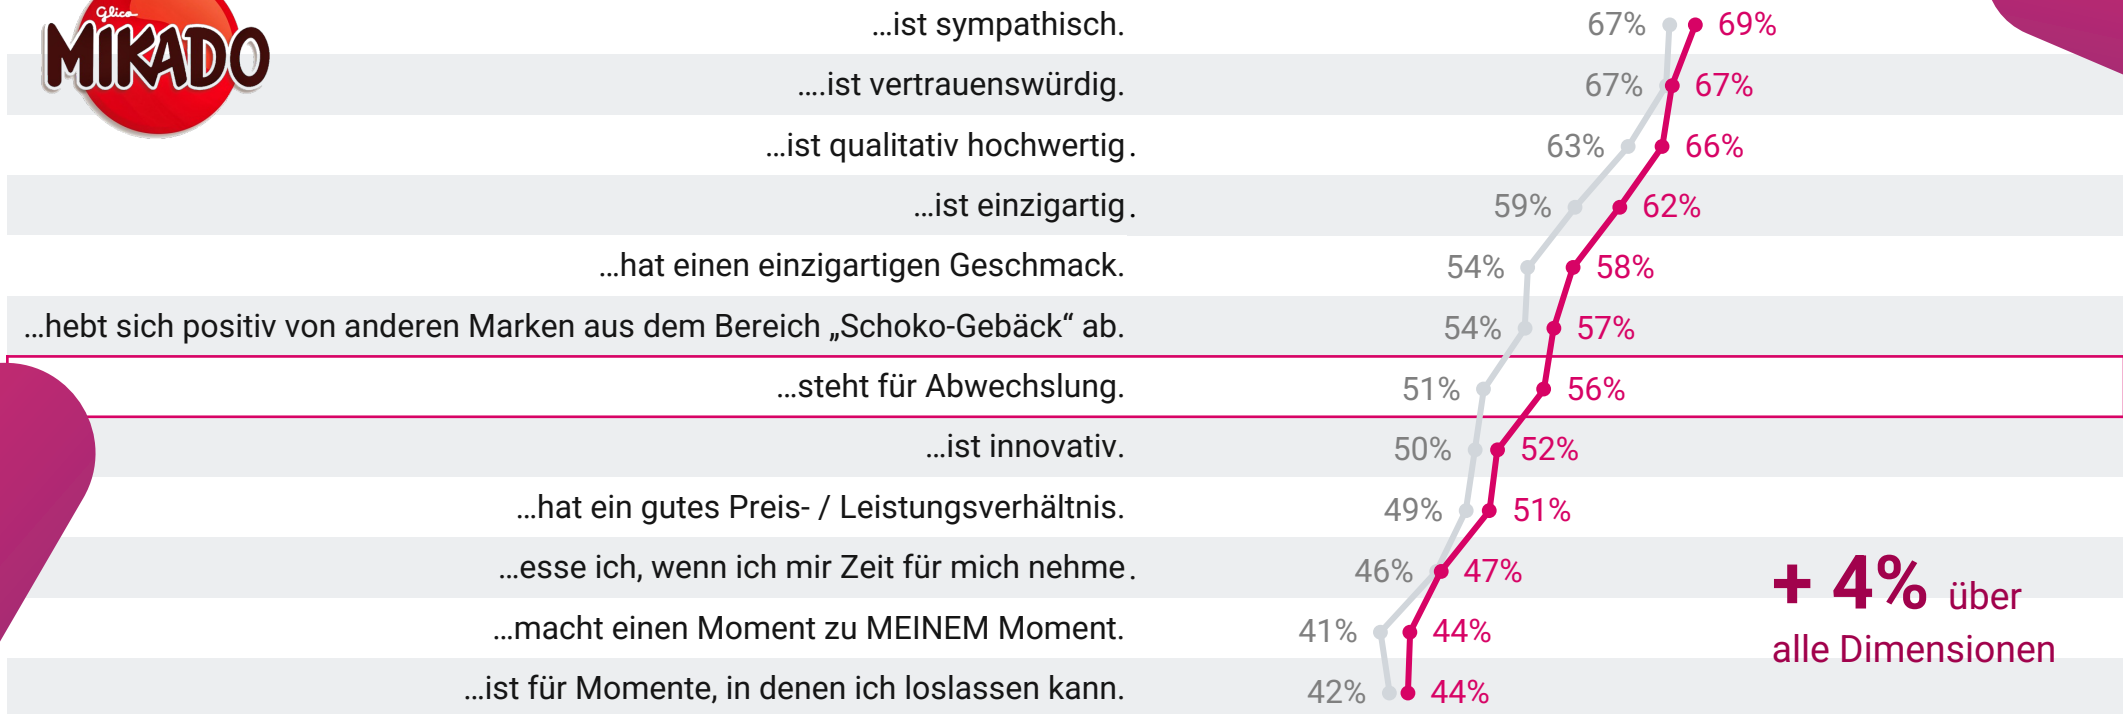 Glico
MIKADO
...ist sympathisch. 67% 69%
....ist vertrauenswürdig. 67% 67%
...ist qualitativ hochwertig. 63% 66%
...ist einzigartig. 59% 62%
...hat einen einzigartigen Geschmack. 54% 58%
...hebt sich positiv von anderen Marken aus dem Bereich „Schoko-Gebäck“ ab. 54% 57%
...steht für Abwechslung. 51% 56%
...ist innovativ. 50% 52%
...hat ein gutes Preis- / Leistungsverhältnis. 49% 51%
...esse ich, wenn ich mir Zeit für mich nehme. 46% 47%
...macht einen Moment zu MEINEM Moment. 41% 44%
...ist für Momente, in denen ich loslassen kann. 42% 44%
+ 4% über
alle Dimensionen